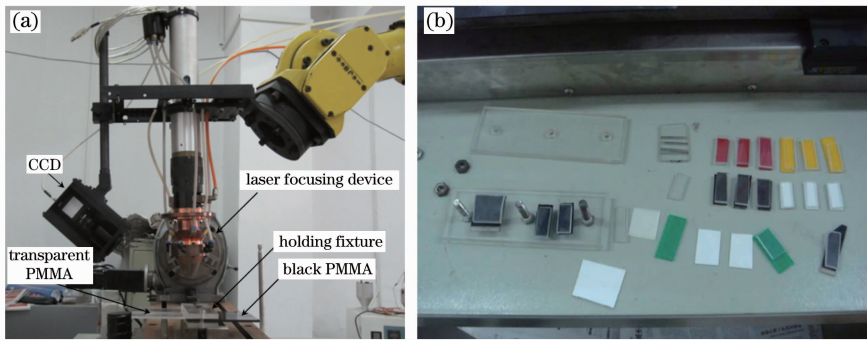 (a)
CCD
laser focusing device
holding fixture
transparent
PMMA
black PMMA
(b)